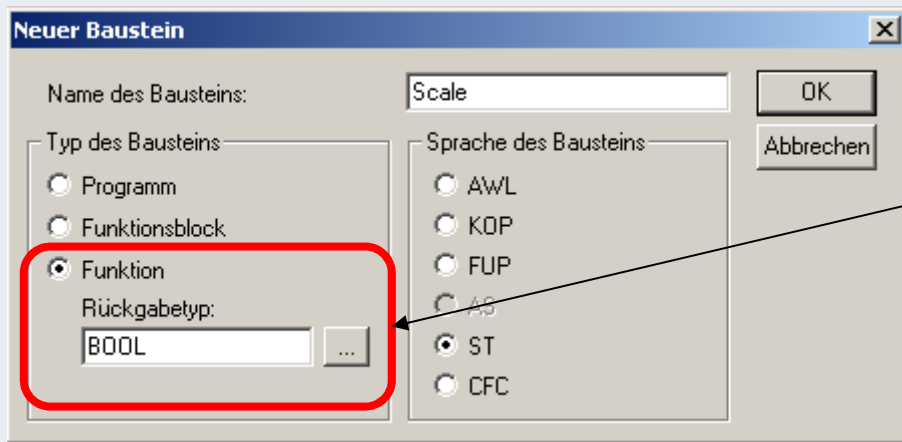 Neuer Baustein
Name des Bausteins:
Scale
OK
Abbrechen
Typ des Bausteins
Programm
Funktionsblock
Funktion
Rückgabetyp:
BOOL
...
Sprache des Bausteins
AWL
KOP
FUP
AS
ST
CFC